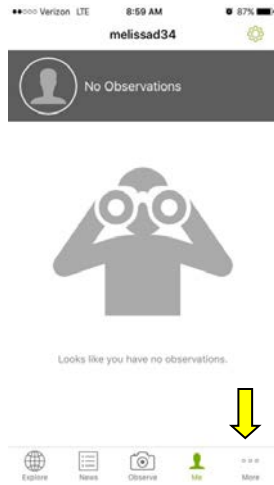 Verizon LTE 8:59 AM 87%
melissad34
No Observations
Looks like you have no observations.
Explore News Observe Me More